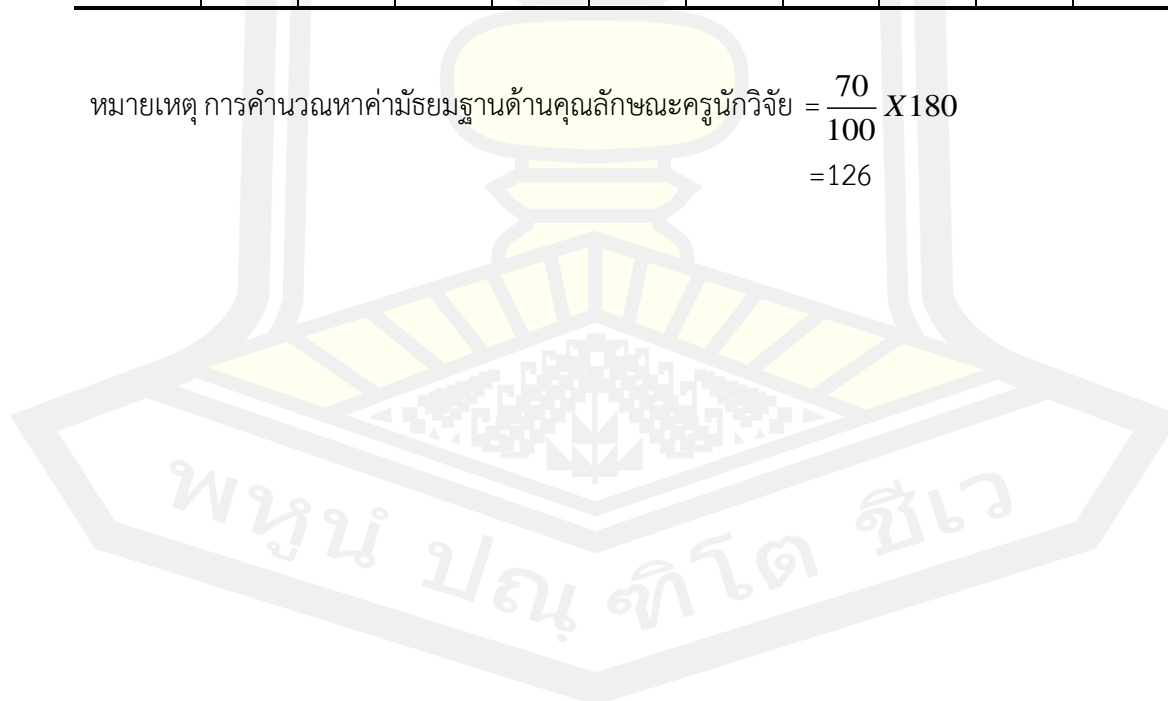 หมายเหตุ การคำนวณหาค่ามัธยมฐานด้านคุณลักษณะครูนักวิจัย = 70/100 X180
=126
พหูนํ ปณฺฑิโต ชีเว